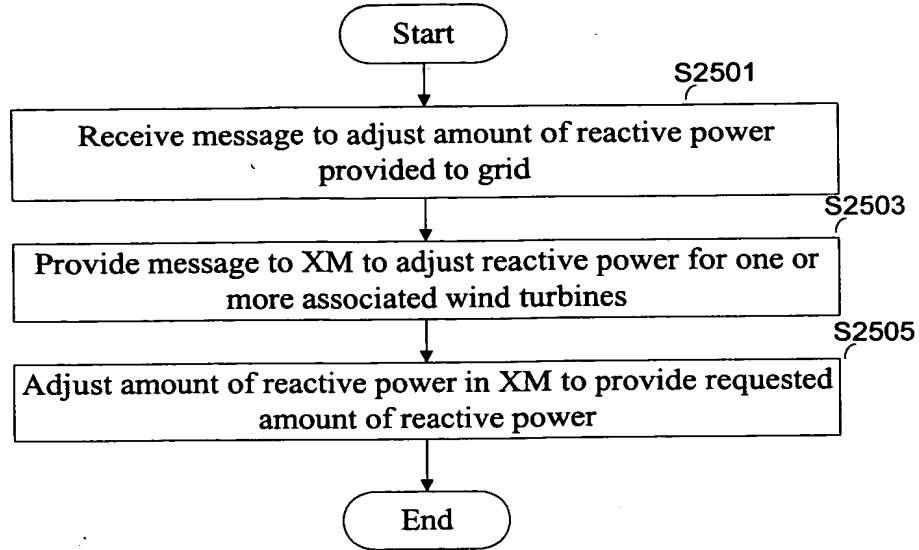 Start
S2501
Receive message to adjust amount of reactive power
provided to grid
S2503
Provide message to XM to adjust reactive power for one or
more associated wind turbines
S2505
Adjust amount of reactive power in XM to provide requested
amount of reactive power
End